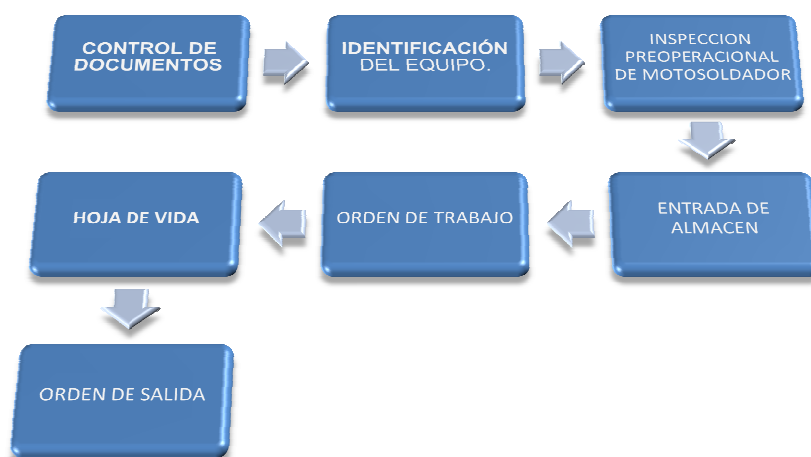 CONTROL DE
DOCUMENTOS
IDENTIFICACIÓN
DEL EQUIPO.
INSPECCION
PREOPERACIONAL
DE MOTOSOLDADOR
ENTRADA DE
ALMACEN
ORDEN DE TRABAJO
HOJA DE VIDA
ORDEN DE SALIDA